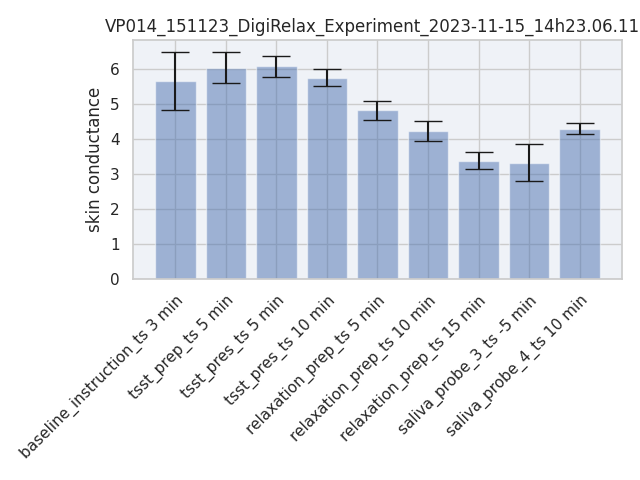 VP014_151123_DigiRelax_Experiment_2023-11-15_14h23.06.11
skin conductance
6
5
4
3
2
1
0
baseline_instruction_ts 3 min
tsst_prep_ts 5 min
tsst_pres_ts 5 min
tsst_pres_ts 10 min
relaxation_prep_ts 5 min
relaxation_prep_ts 10 min
relaxation_prep_ts 15 min
saliva_probe_3_ts -5 min
saliva_probe_4_ts 10 min